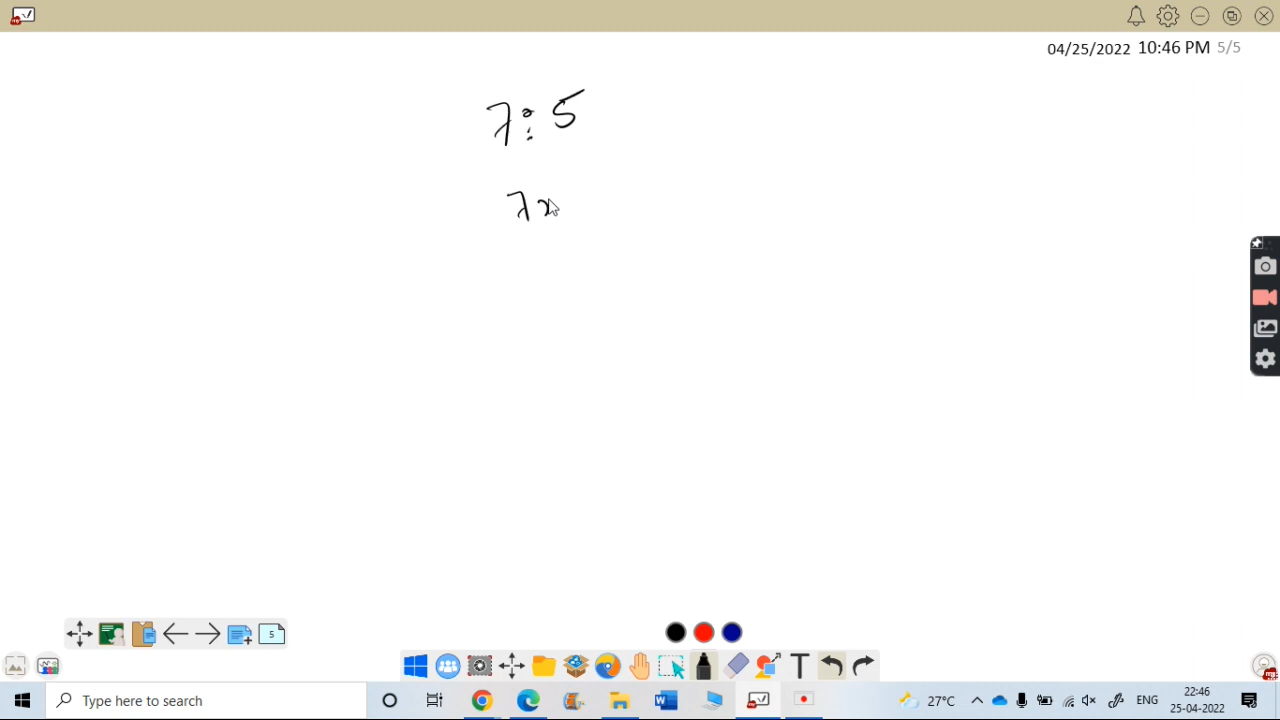 04/25/2022 10:46 PM 5/5
7 : 5
7x
5
T
Type here to search
27°C
ENG
22:46
25-04-2022